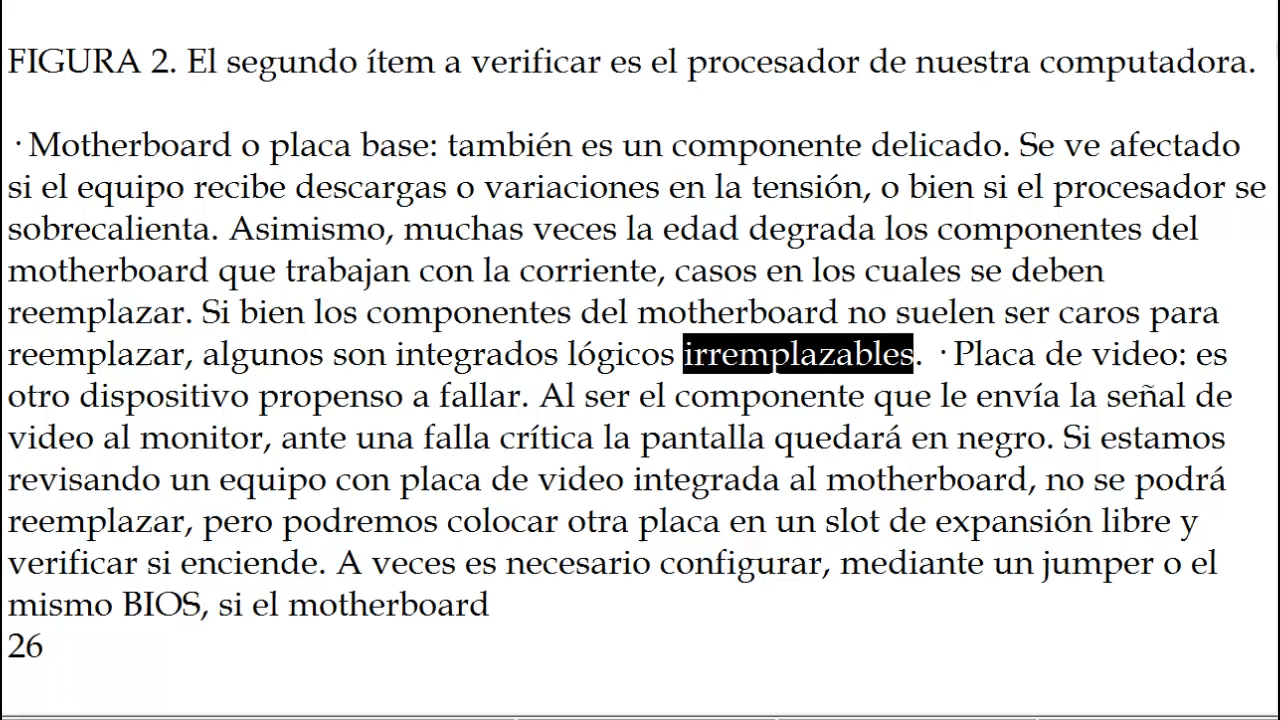 FIGURA 2. El segundo ítem a verificar es el procesador de nuestra computadora.
·Motherboard o placa base: también es un componente delicado. Se ve afectado
si el equipo recibe descargas o variaciones en la tensión, o bien si el procesador se
sobrecalienta. Asimismo, muchas veces la edad degrada los componentes del
motherboard que trabajan con la corriente, casos en los cuales se deben
reemplazar. Si bien los componentes del motherboard no suelen ser caros para
reemplazar, algunos son integrados lógicos irremplazables. ·Placa de video: es
otro dispositivo propenso a fallar. Al ser el componente que le envía la señal de
video al monitor, ante una falla crítica la pantalla quedará en negro. Si estamos
revisando un equipo con placa de video integrada al motherboard, no se podrá
reemplazar, pero podremos colocar otra placa en un slot de expansión libre y
verificar si enciende. A veces es necesario configurar, mediante un jumper o el
mismo BIOS, si el motherboard
26